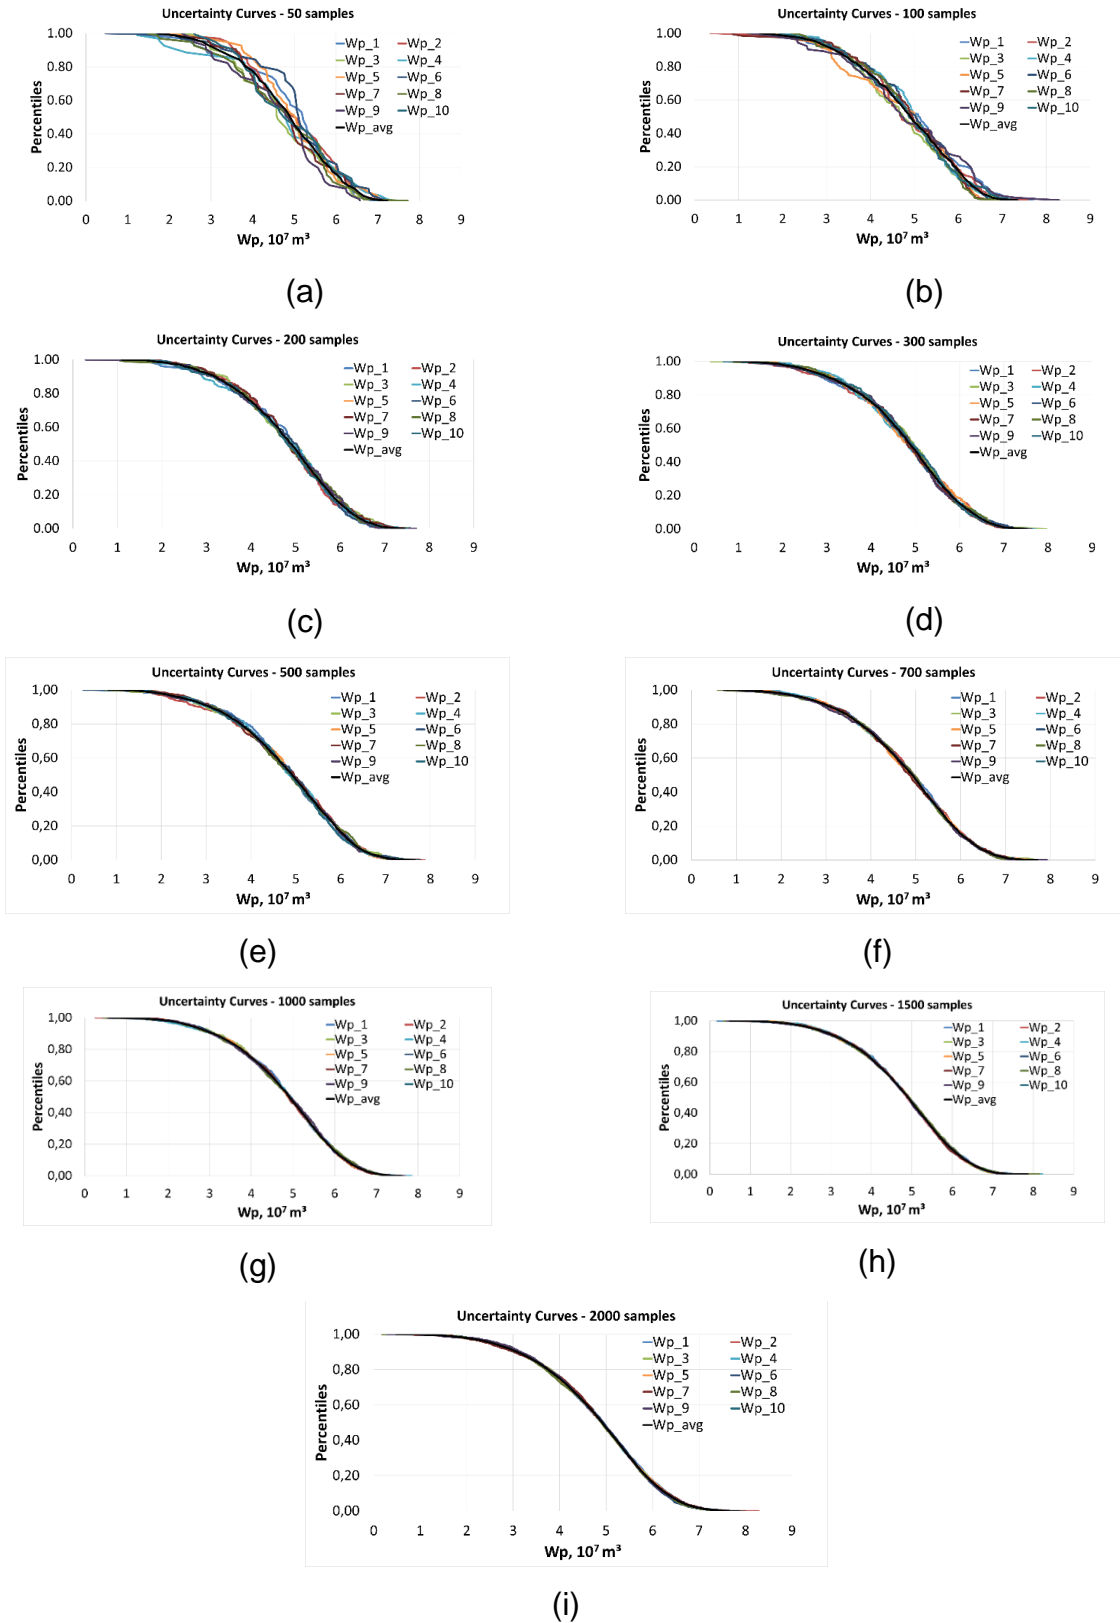 Uncertainty Curves - 50 samples
Percentiles
1.00
0.80
0.60
0.40
0.20
0.00
Wp_1 Wp_2
Wp_3 Wp_4
Wp_5 Wp_6
Wp_7 Wp_8
Wp_9 Wp_10
Wp_avg
0 1 2 3 4 5 6 7 8 9
Wp, 10⁷ m³
(a)
Uncertainty Curves - 100 samples
Percentiles
1.00
0.80
0.60
0.40
0.20
0.00
Wp_1 Wp_2
Wp_3 Wp_4
Wp_5 Wp_6
Wp_7 Wp_8
Wp_9 Wp_10
Wp_avg
0 1 2 3 4 5 6 7 8 9
Wp, 10⁷ m³
(b)
Uncertainty Curves - 200 samples
Percentiles
1.00
0.80
0.60
0.40
0.20
0.00
Wp_1 Wp_2
Wp_3 Wp_4
Wp_5 Wp_6
Wp_7 Wp_8
Wp_9 Wp_10
Wp_avg
0 1 2 3 4 5 6 7 8 9
Wp, 10⁷ m³
(c)
Uncertainty Curves - 300 samples
Percentiles
1.00
0.80
0.60
0.40
0.20
0.00
Wp_1 Wp_2
Wp_3 Wp_4
Wp_5 Wp_6
Wp_7 Wp_8
Wp_9 Wp_10
Wp_avg
0 1 2 3 4 5 6 7 8 9
Wp, 10⁷ m³
(d)
Uncertainty Curves - 500 samples
Percentiles
1,00
0,80
0,60
0,40
0,20
0,00
Wp_1 Wp_2
Wp_3 Wp_4
Wp_5 Wp_6
Wp_7 Wp_8
Wp_9 Wp_10
Wp_avg
0 1 2 3 4 5 6 7 8 9
Wp, 10⁷ m³
(e)
Uncertainty Curves - 700 samples
Percentiles
1,00
0,80
0,60
0,40
0,20
0,00
Wp_1 Wp_2
Wp_3 Wp_4
Wp_5 Wp_6
Wp_7 Wp_8
Wp_9 Wp_10
Wp_avg
0 1 2 3 4 5 6 7 8 9
Wp, 10⁷ m³
(f)
Uncertainty Curves - 1000 samples
Percentiles
1,00
0,80
0,60
0,40
0,20
0,00
Wp_1 Wp_2
Wp_3 Wp_4
Wp_5 Wp_6
Wp_7 Wp_8
Wp_9 Wp_10
Wp_avg
0 1 2 3 4 5 6 7 8 9
Wp, 10⁷ m³
(g)
Uncertainty Curves - 1500 samples
Percentiles
1,00
0,80
0,60
0,40
0,20
0,00
Wp_1 Wp_2
Wp_3 Wp_4
Wp_5 Wp_6
Wp_7 Wp_8
Wp_9 Wp_10
Wp_avg
0 1 2 3 4 5 6 7 8 9
Wp, 10⁷ m³
(h)
Uncertainty Curves - 2000 samples
Percentiles
1,00
0,80
0,60
0,40
0,20
0,00
Wp_1 Wp_2
Wp_3 Wp_4
Wp_5 Wp_6
Wp_7 Wp_8
Wp_9 Wp_10
Wp_avg
0 1 2 3 4 5 6 7 8 9
Wp, 10⁷ m³
(i)